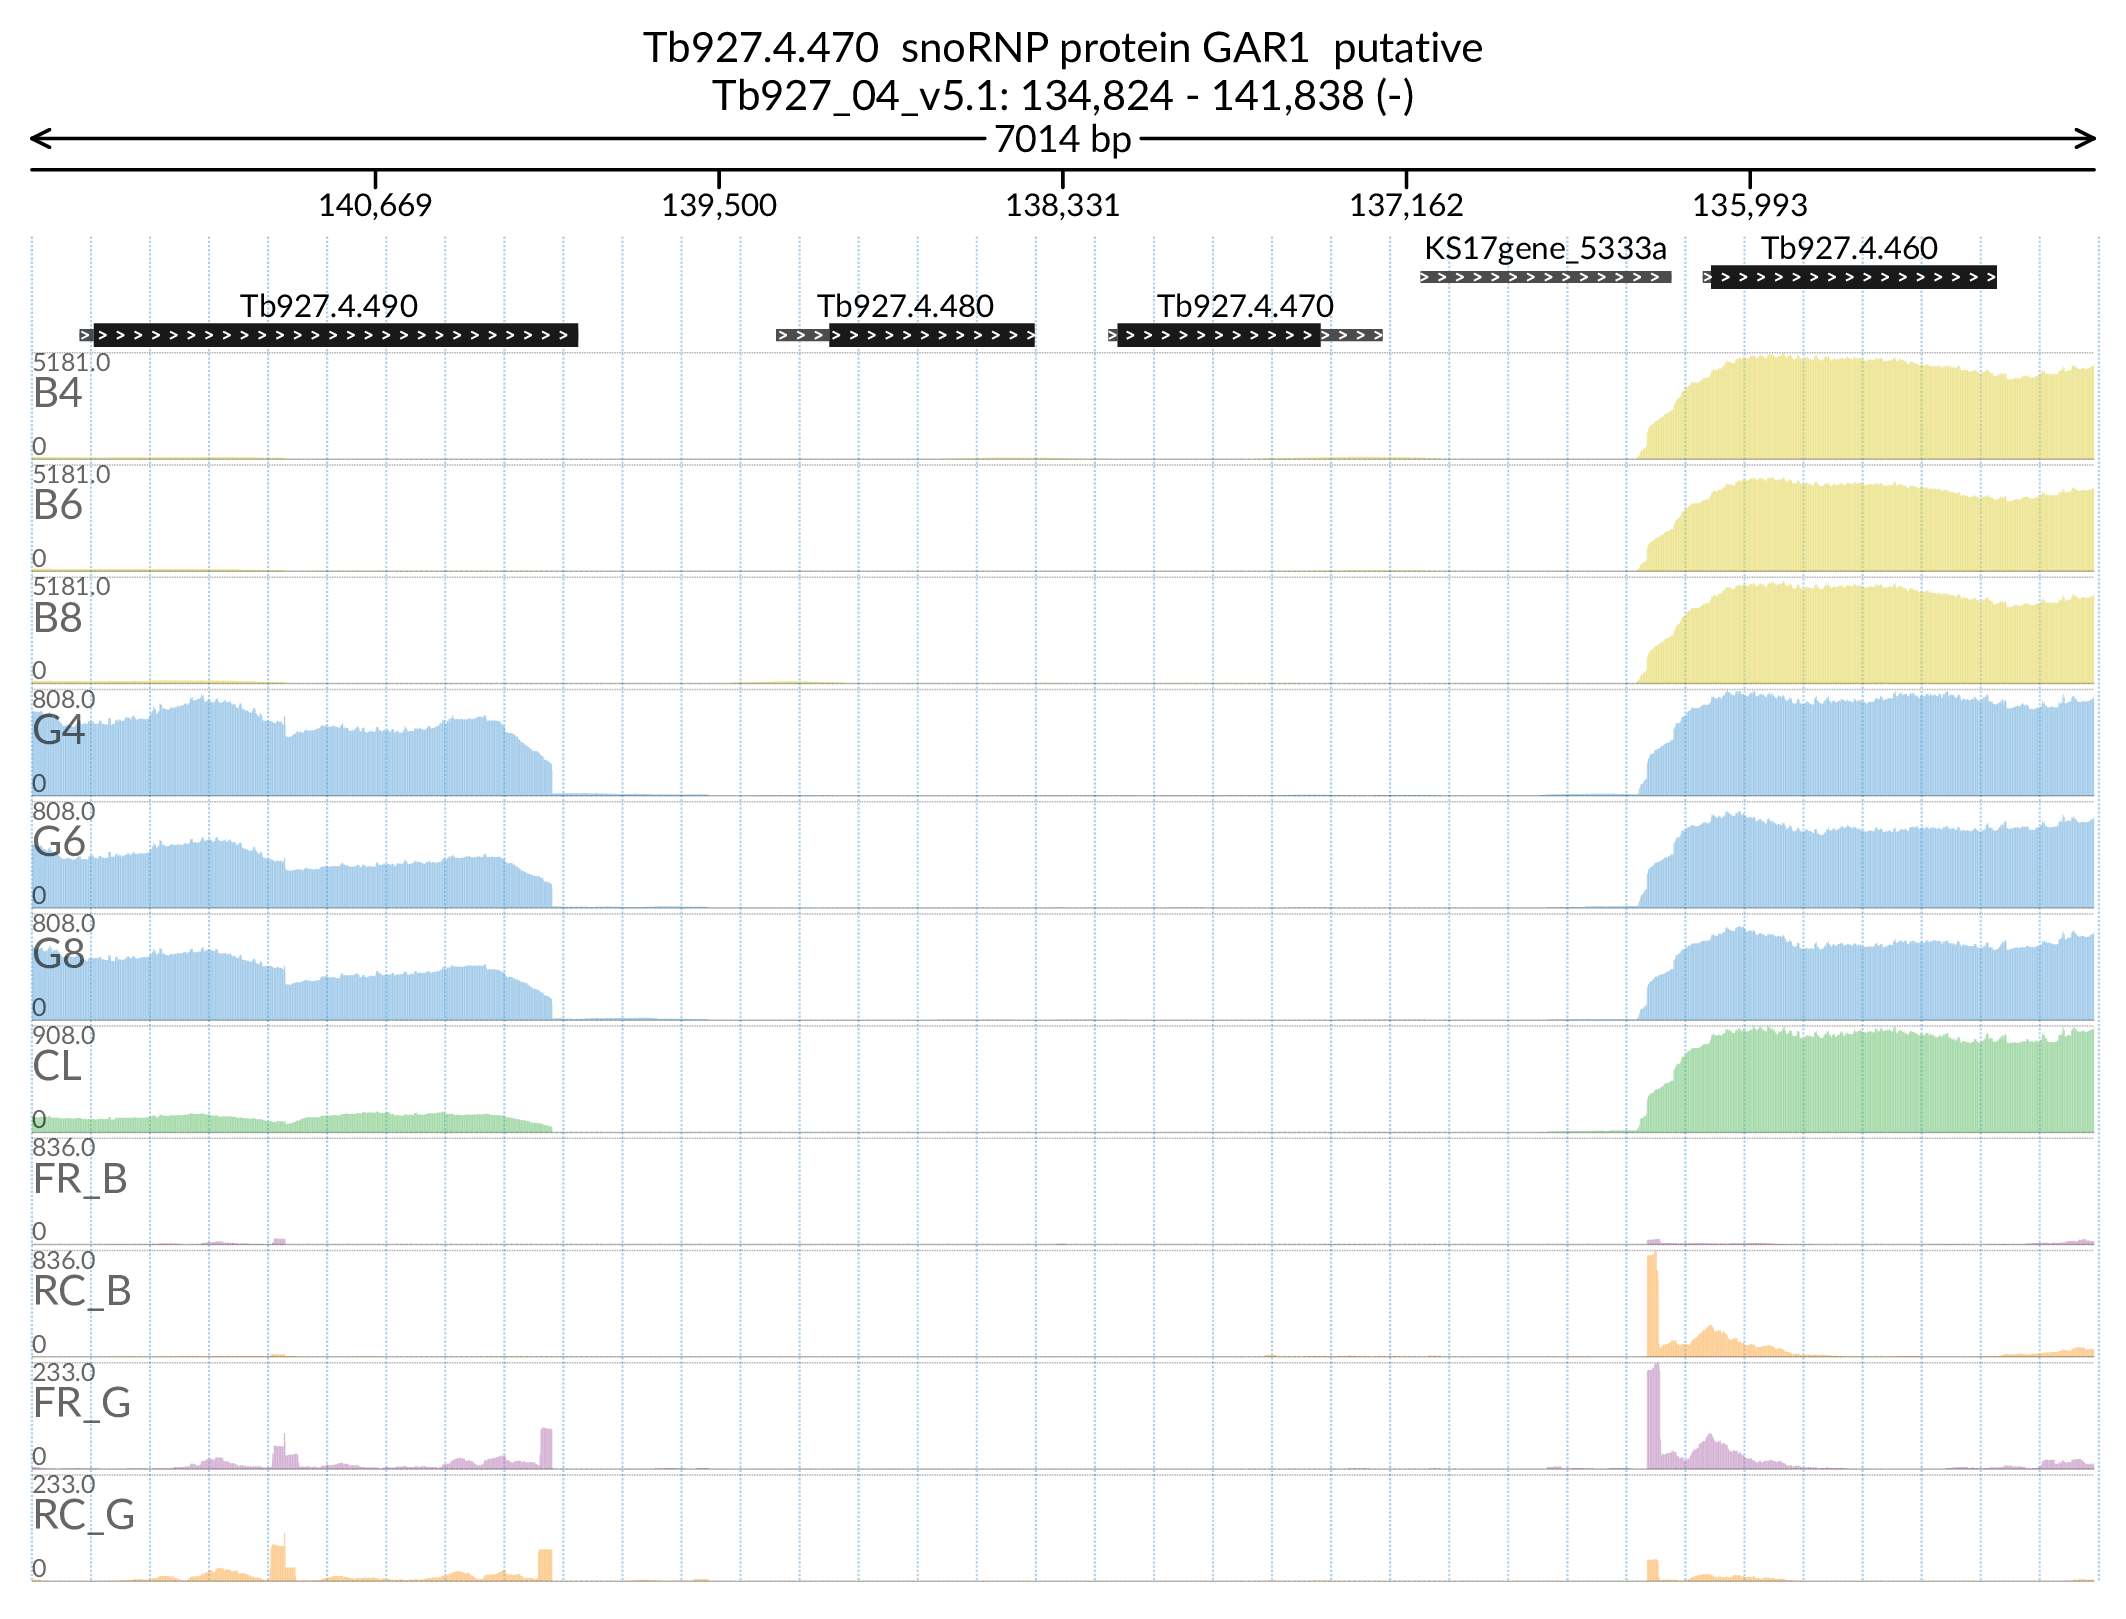 Tb927.4.470  snoRNP protein GAR1  putative
Tb927_04_v5.1: 134,824 - 141,838 (-)
7014 bp
140,669 139,500 138,331 137,162 135,993
KS17gene_5333a Tb927.4.460
Tb927.4.490 Tb927.4.480 Tb927.4.470
5181.0
B4
0
5181.0
B6
0
5181.0
B8
0
808.0
G4
0
808.0
G6
0
808.0
G8
0
908.0
CL
0
836.0
FR_B
0
836.0
RC_B
0
233.0
FR_G
0
233.0
RC_G
0